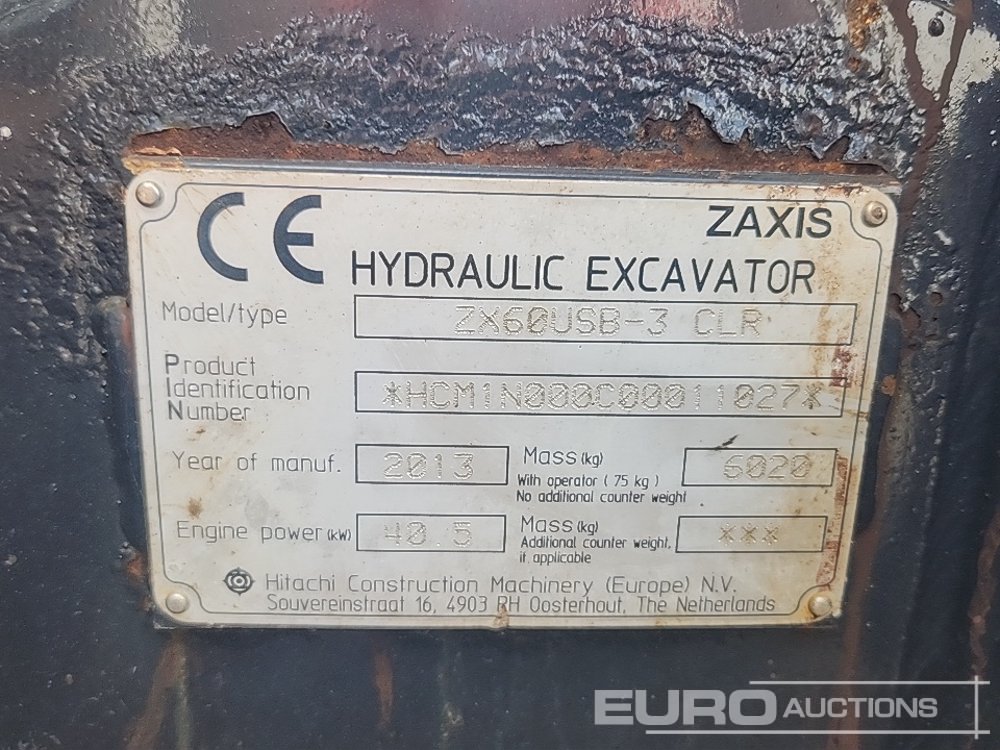 CE
ZAXIS
HYDRAULIC EXCAVATOR
Model/type ZX60USB-3 CLR
Product Identification Number *HCM1N000C00011027*
Year of manuf. 2013
Mass (kg) 6020
With operator ( 75 kg )
No additional counter weight
Engine power (kW) 40.5
Mass (kg) ***
Additional counter weight,
if applicable
Hitachi Construction Machinery (Europe) N.V.
Souvereinstraat 16, 4903 RH Oosterhout, The Netherlands
EURO AUCTIONS